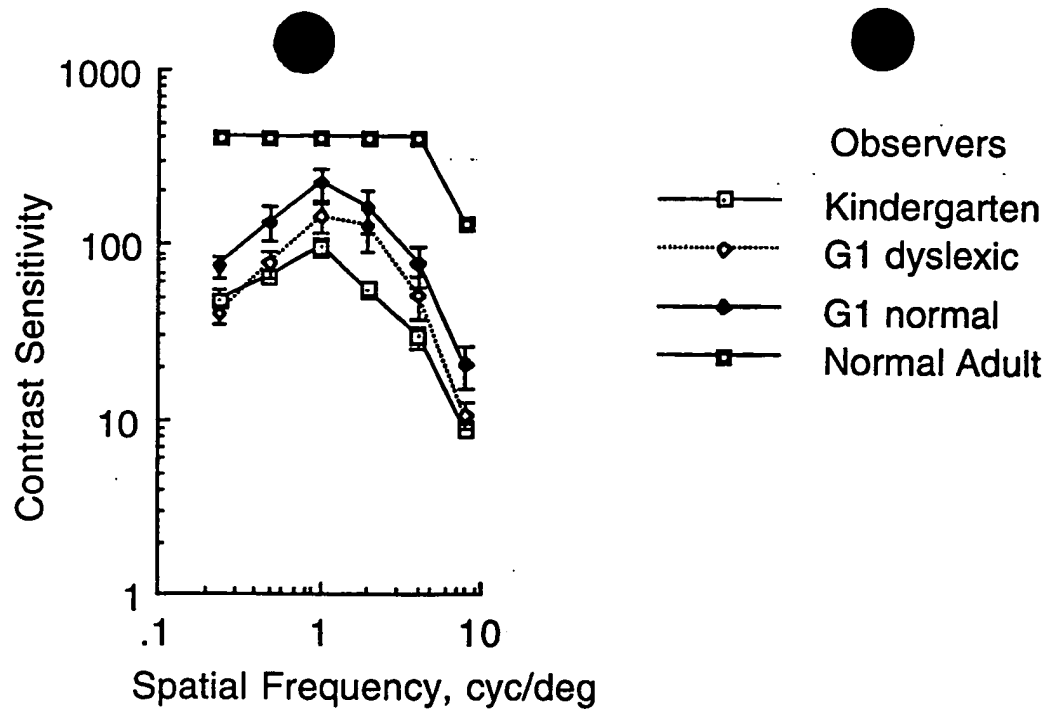 1000
100
10
1
.1
1
10
Contrast Sensitivity
Spatial Frequency, cyc/deg
Observers
Kindergarten
G1 dyslexic
G1 normal
Normal Adult